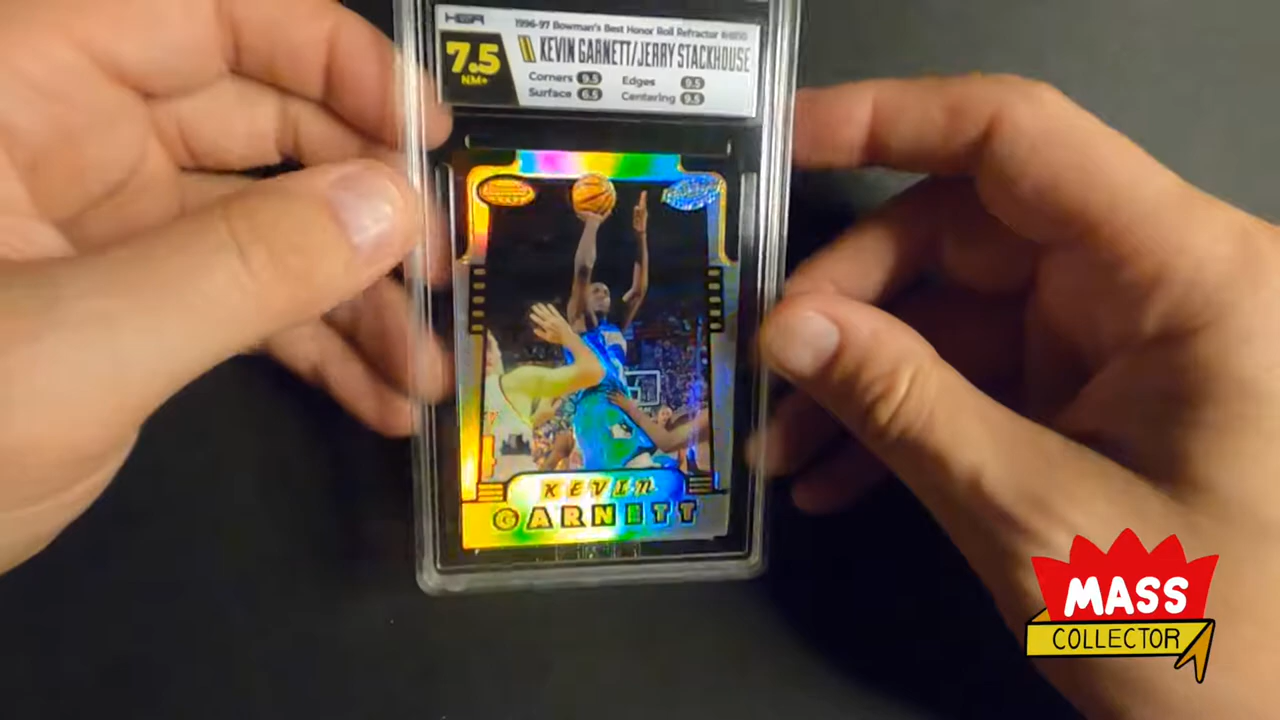 HGA
1996-97 Bowman's Best Honor Roll Refractor
7.5
NM+
KEVIN GARNETT/JERRY STACKHOUSE
Corners 9.5 Edges 9.5
Surface 6.5 Centering 9.5
KEVIN
GARNETT
MASS
COLLECTOR